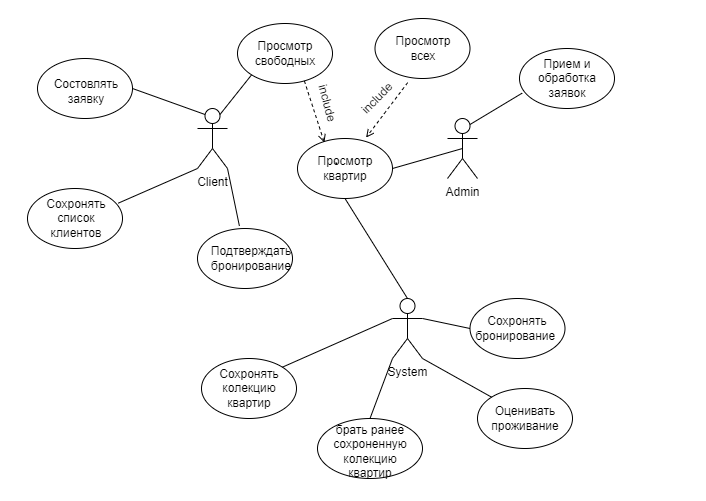 Просмотр
свободных
Просмотр
всех
Состовлять
заявку
Прием и
обработка
заявок
include
include
Просмотр
квартир
Client
Admin
Сохронять
список
клиентов
Подтверждать
бронирование
Сохронять
бронирование
System
Сохронять
колекцию
квартир
Оценивать
проживание
брать ранее
сохроненную
колекцию
квартир